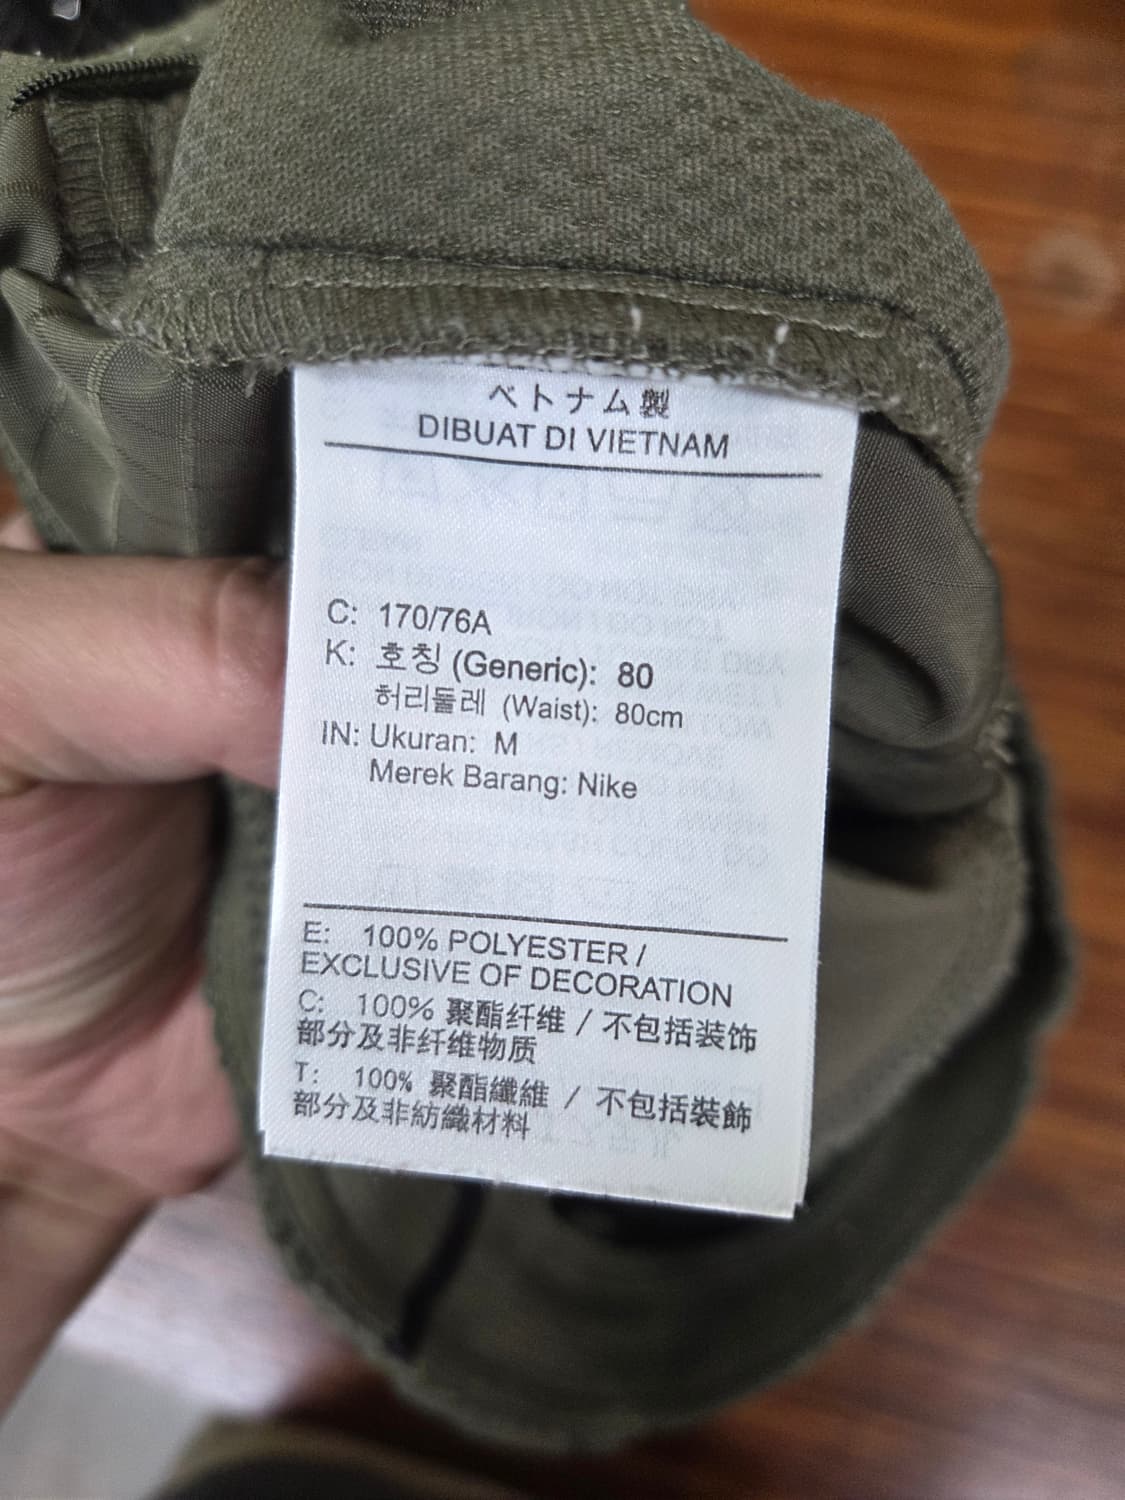 ベトナム製
DIBUAT DI VIETNAM
C: 170/76A
K: 호칭 (Generic): 80
허리둘레 (Waist): 80cm
IN: Ukuran: M
Merek Barang: Nike
E: 100% POLYESTER /
EXCLUSIVE OF DECORATION
C: 100% 聚酯纤维 / 不包括装饰
部分及非纤维物质
T: 100% 聚酯纖維 / 不包括裝飾
部分及非紡織材料